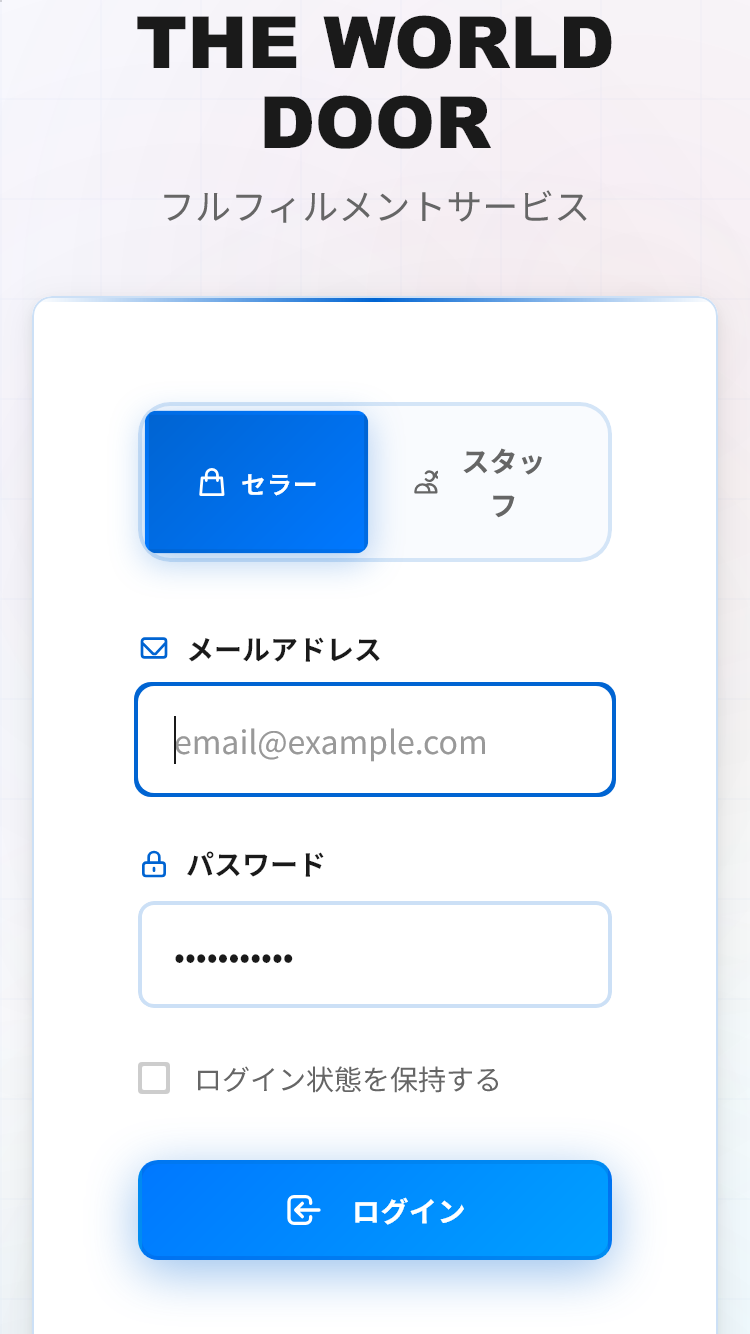 THE WORLD
DOOR
フルフィルメントサービス
セラー
スタッ
フ
メールアドレス
email@example.com
パスワード
•••••••••••
ログイン状態を保持する
ログイン